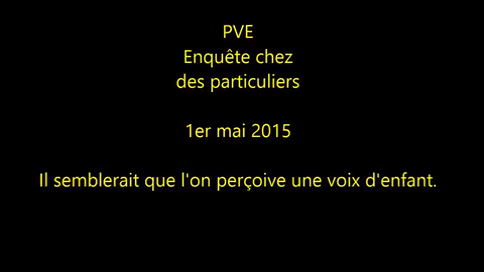 PVE
Enquête chez
des particuliers
1er mai 2015
Il semblerait que l'on perçoive une voix d'enfant.